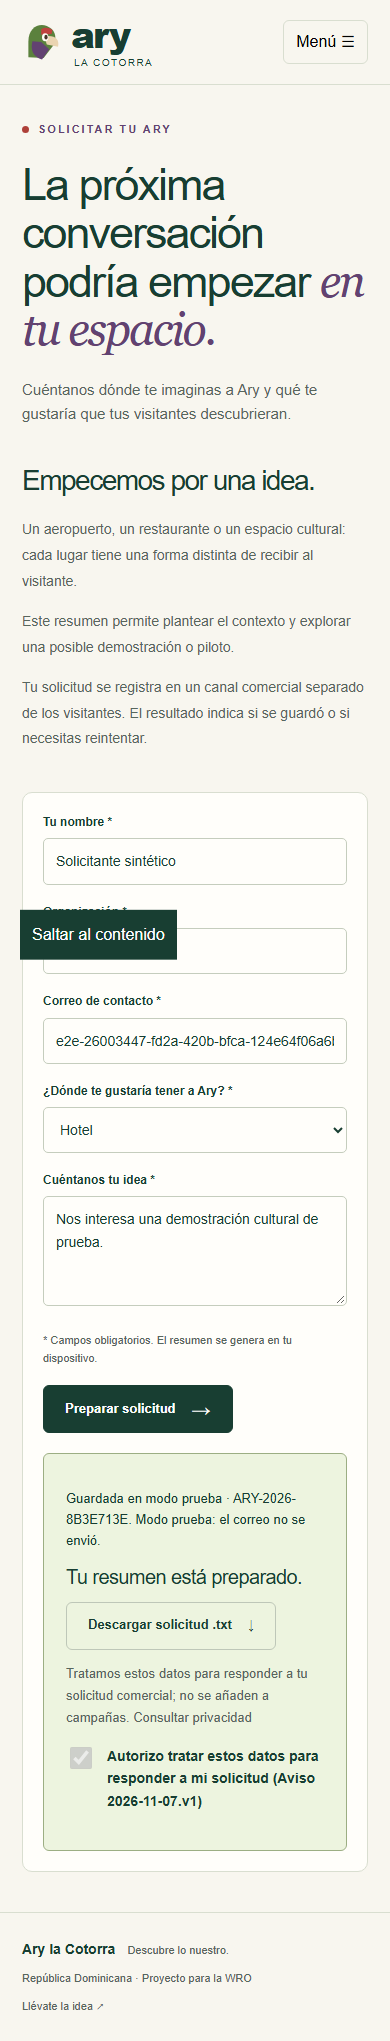 ary
LA COTORRA
Menú ☰
SOLICITAR TU ARY
La próxima
conversación
podría empezar en
tu espacio.
Cuéntanos dónde te imaginas a Ary y qué te
gustaría que tus visitantes descubrieran.
Empecemos por una idea.
Un aeropuerto, un restaurante o un espacio cultural:
cada lugar tiene una forma distinta de recibir al
visitante.
Este resumen permite plantear el contexto y explorar
una posible demostración o piloto.
Tu solicitud se registra en un canal comercial separado
de los visitantes. El resultado indica si se guardó o si
necesitas reintentar.
Tu nombre *
Solicitante sintético
Saltar al contenido
Correo de contacto *
e2e-26003447-fd2a-420b-bfca-124e64f06a6
¿Dónde te gustaría tener a Ary? *
Hotel
Cuéntanos tu idea *
Nos interesa una demostración cultural de
prueba.
* Campos obligatorios. El resumen se genera en tu
dispositivo.
Preparar solicitud →
Guardada en modo prueba · ARY-2026-
8B3E713E. Modo prueba: el correo no se
envió.
Tu resumen está preparado.
Descargar solicitud .txt ↓
Tratamos estos datos para responder a tu
solicitud comercial; no se añaden a
campañas. Consultar privacidad
Autorizo tratar estos datos para
responder a mi solicitud (Aviso
2026-11-07.v1)
Ary la Cotorra Descubre lo nuestro.
República Dominicana · Proyecto para la WRO
Llévate la idea ↗